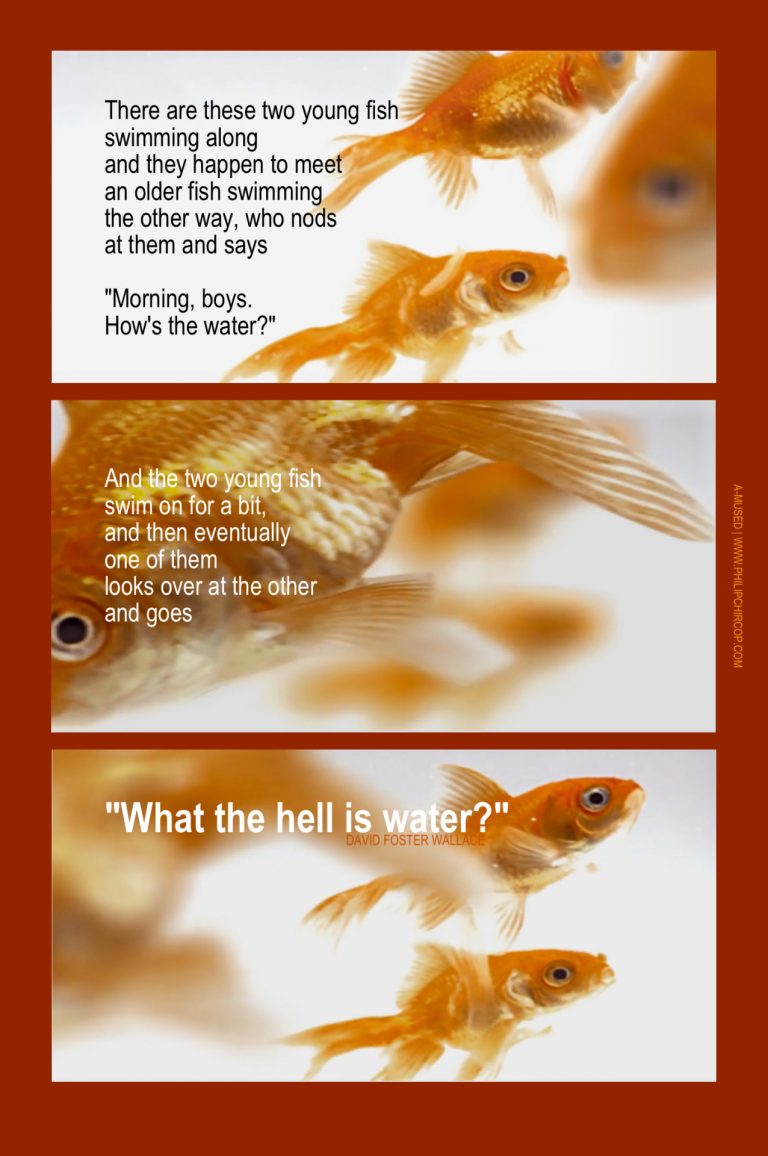 There are these two young fish
swimming along
and they happen to meet
an older fish swimming
the other way, who nods
at them and says
"Morning, boys.
How's the water?"
And the two young fish
swim on for a bit,
and then eventually
one of them
looks over at the other
and goes
"What the hell is water?"
DAVID FOSTER WALLACE
A-MUSED | WWW.PHILIPCHIRCOP.COM